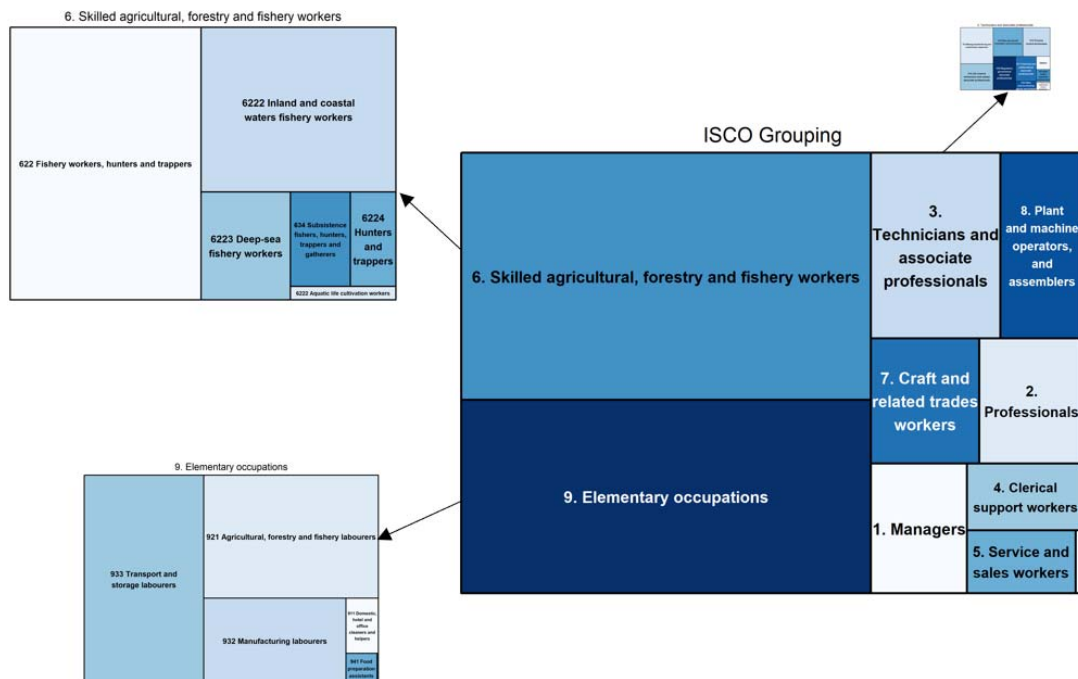 6. Skilled agricultural, forestry and fishery workers
622 Fishery workers, hunters and trappers
6222 Inland and coastal
waters fishery workers
6223 Deep-sea
fishery workers
634 Subsistence
fishers, hunters,
trappers and
gatherers
6224
Hunters
and
trappers
6222 Aquatic life cultivation workers
ISCO Grouping
6. Skilled agricultural, forestry and fishery workers
9. Elementary occupations
3.
Technicians and
associate
professionals
8. Plant
and machine
operators,
and
assemblers
7. Craft and
related trades
workers
2.
Professionals
1. Managers
4. Clerical
support workers
5. Service and
sales workers
9. Elementary occupations
933 Transport and
storage labourers
921 Agricultural, forestry and fishery labourers
932 Manufacturing labourers
911 Domestic,
hotel and
office
cleaners and
helpers
941 Food
preparation
assistants